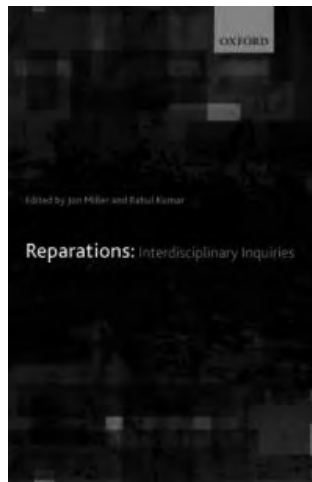 OXFORD
Edited by Jon Miller and Rahul Kumar
Reparations: Interdisciplinary Inquiries